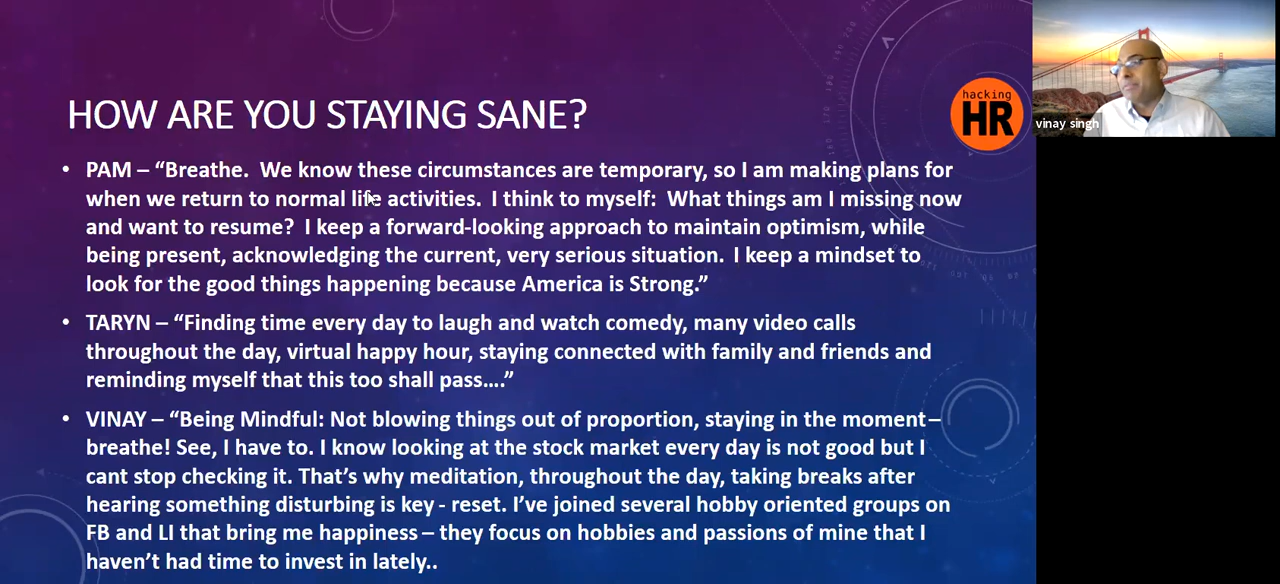 HOW ARE YOU STAYING SANE?
hacking
HR
vinay singh
• PAM – “Breathe.  We know these circumstances are temporary, so I am making plans for
when we return to normal life activities.  I think to myself:  What things am I missing now
and want to resume?  I keep a forward-looking approach to maintain optimism, while
being present, acknowledging the current, very serious situation.  I keep a mindset to
look for the good things happening because America is Strong.”
• TARYN – “Finding time every day to laugh and watch comedy, many video calls
throughout the day, virtual happy hour, staying connected with family and friends and
reminding myself that this too shall pass….”
• VINAY – “Being Mindful: Not blowing things out of proportion, staying in the moment –
breathe! See, I have to. I know looking at the stock market every day is not good but I
cant stop checking it. That’s why meditation, throughout the day, taking breaks after
hearing something disturbing is key - reset. I’ve joined several hobby oriented groups on
FB and LI that bring me happiness – they focus on hobbies and passions of mine that I
haven’t had time to invest in lately..